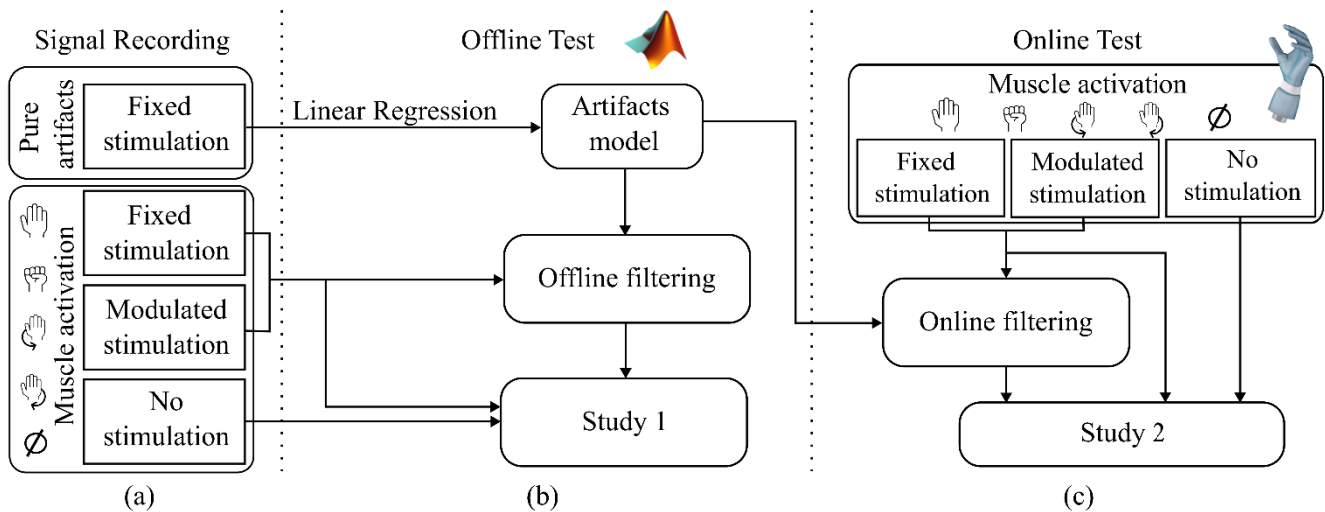 Signal Recording
Pure
artifacts
Fixed
stimulation
Muscle activation
Fixed
stimulation
Modulated
stimulation
No
stimulation
(a)
Offline Test
Linear Regression
Artifacts
model
Offline filtering
Study 1
(b)
Online Test
Muscle activation
Ø
Fixed
stimulation
Modulated
stimulation
No
stimulation
Online filtering
Study 2
(c)